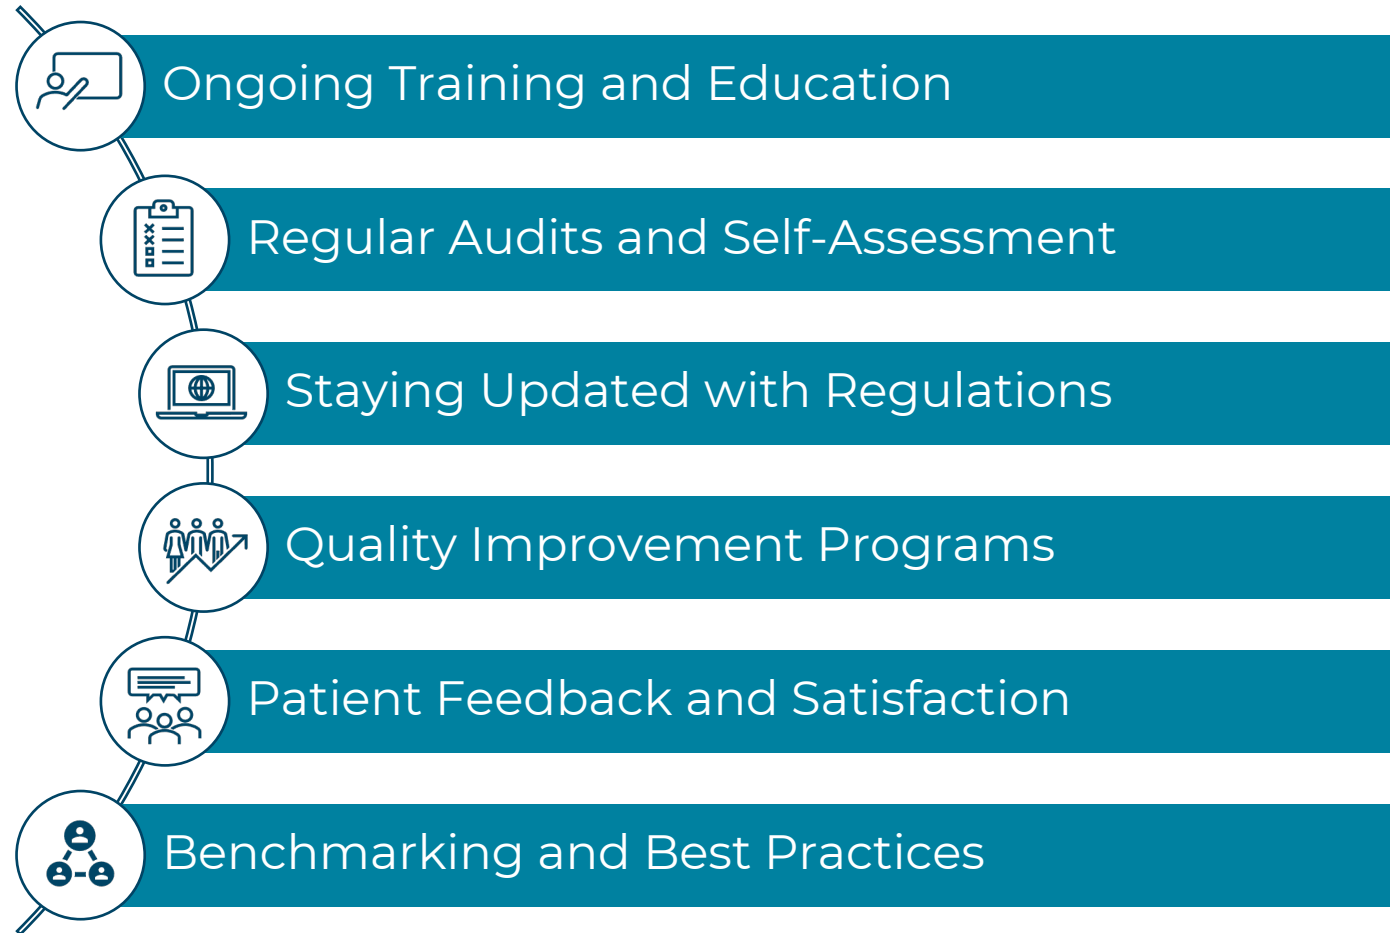 Ongoing Training and Education
Regular Audits and Self-Assessment
Staying Updated with Regulations
Quality Improvement Programs
Patient Feedback and Satisfaction
Benchmarking and Best Practices